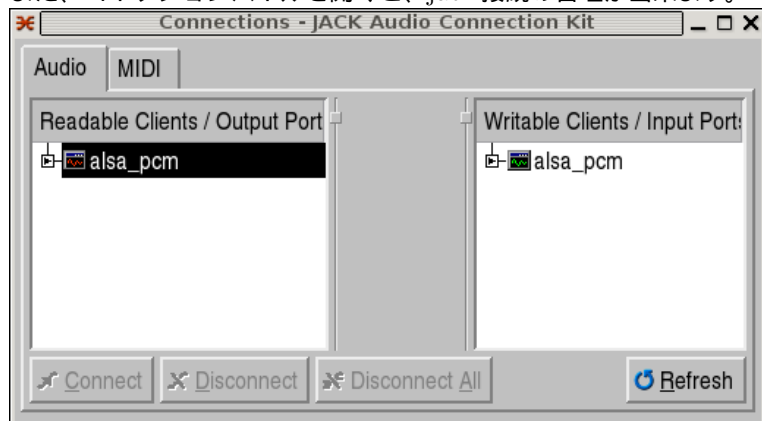 Connections - JACK Audio Connection Kit
Audio MIDI
Readable Clients / Output Port
Writable Clients / Input Ports
alsa_pcm
alsa_pcm
Connect Disconnect Disconnect All Refresh